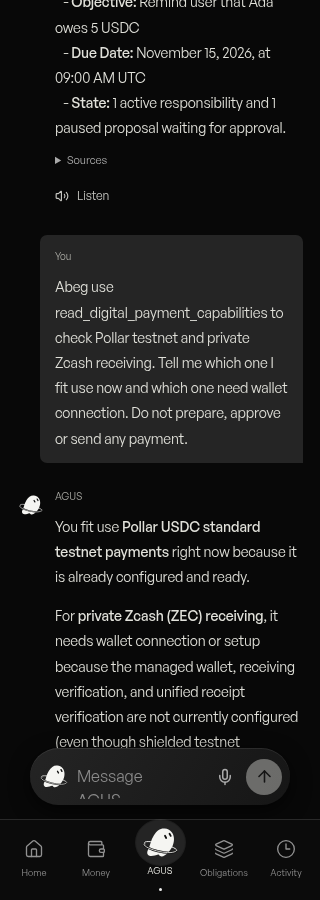 - Objective: Remind user that Ada
owes 5 USDC
- Due Date: November 15, 2026, at
09:00 AM UTC
- State: 1 active responsibility and 1
paused proposal waiting for approval.
Sources
Listen
You
Abeg use
read_digital_payment_capabilities to
check Pollar testnet and private
Zcash receiving. Tell me which one I
fit use now and which one need wallet
connection. Do not prepare, approve
or send any payment.
AGUS
You fit use Pollar USDC standard
testnet payments right now because it
is already configured and ready.
For private Zcash (ZEC) receiving, it
needs wallet connection or setup
because the managed wallet, receiving
verification, and unified receipt
verification are not currently configured
(even though shielded testnet
Message
AGUS
Home
Money
AGUS
Obligations
Activity